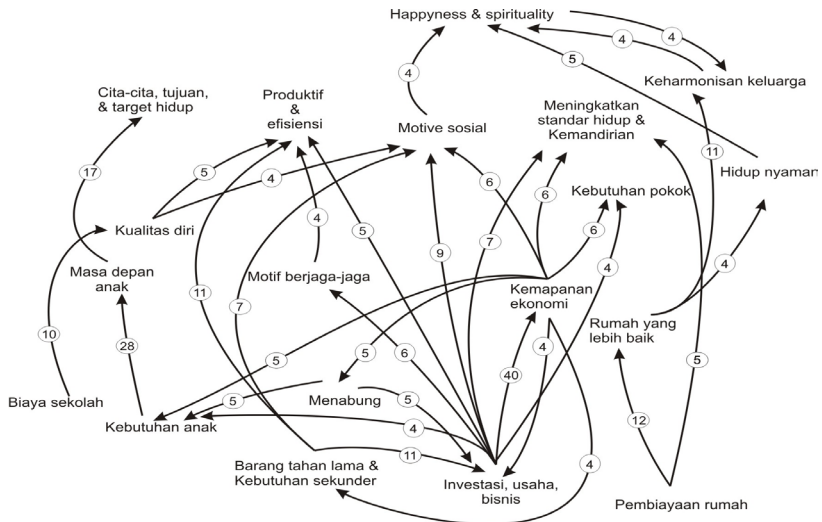 Happyness & spirituality
4
4
4
5
Keharmonisan keluarga
Cita-cita, tujuan,
& target hidup
Produktif
&
efisiensi
Motive sosial
Meningkatkan
standar hidup &
Kemandirian
11
Hidup nyaman
17
5
4
6
6
Kebutuhan pokok
Kualitas diri
4
5
9
7
6
4
4
Masa depan
anak
Motif berjaga-jaga
Kemapanan
ekonomi
11
7
Rumah yang
lebih baik
10
28
5
5
6
40
4
5
Biaya sekolah
Kebutuhan anak
5
Menabung
5
4
12
11
4
Barang tahan lama &
Kebutuhan sekunder
Investasi, usaha,
bisnis
Pembiayaan rumah